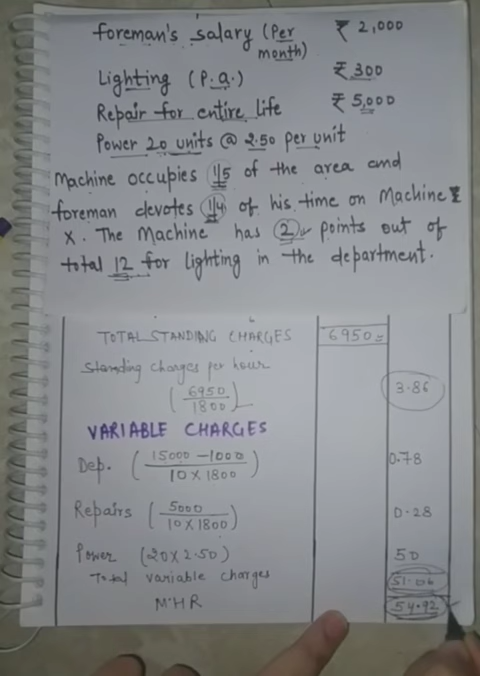 foreman's salary (Per month) ₹ 2,000
Lighting (P.a.) ₹ 300
Repair for entire life ₹ 5,000
Power 20 units @ 2.50 per unit
Machine occupies 1/5 of the area and
foreman devotes 1/4 of his time on Machine
X. The Machine has 2 points out of
total 12 for lighting in the department.
TOTAL STANDING CHARGES 6950
Standing charges per hour
(6950/1800) 3.86
VARIABLE CHARGES
Dep. (15000 - 1000 / 10 x 1800) 0.78
Repairs (5000 / 10 x 1800) 0.28
Power (20 x 2.50) 50
Total variable charges 51.06
M.H.R 54.92